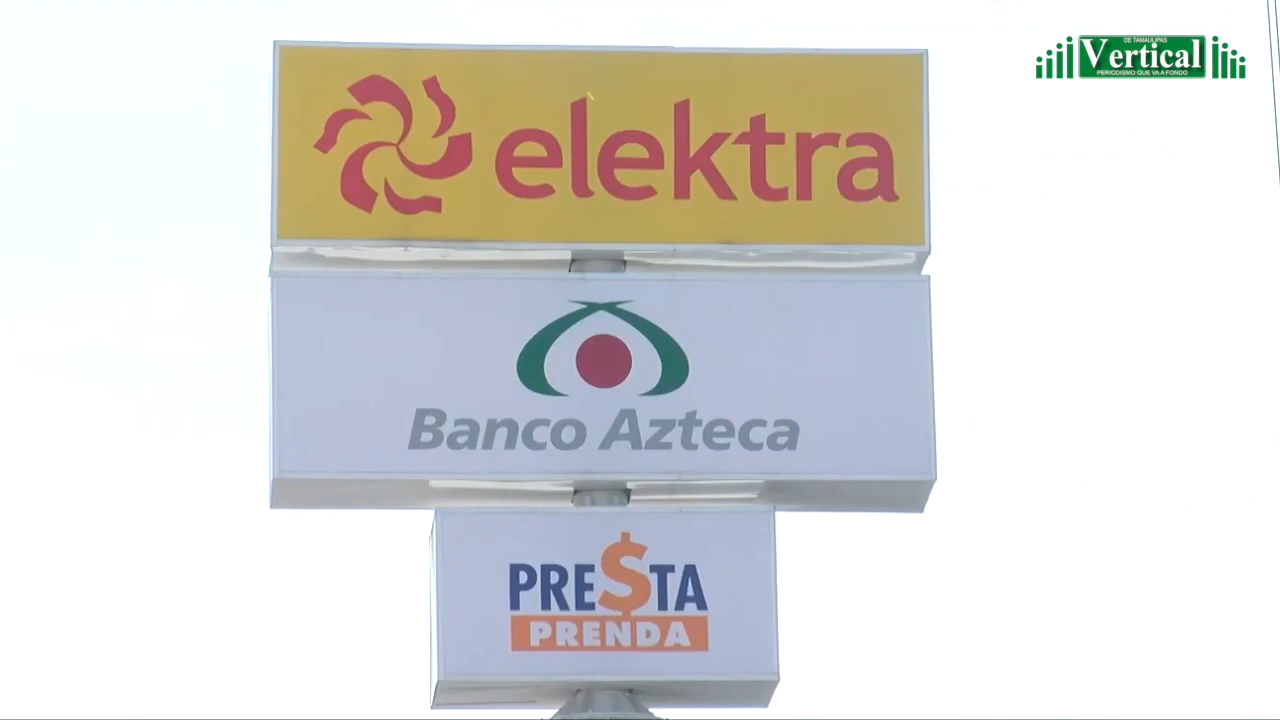 DE TAMAULIPAS
Vertical
PERIODISMO QUE VA A FONDO
elektra
Banco Azteca
PRE$TA
PRENDA